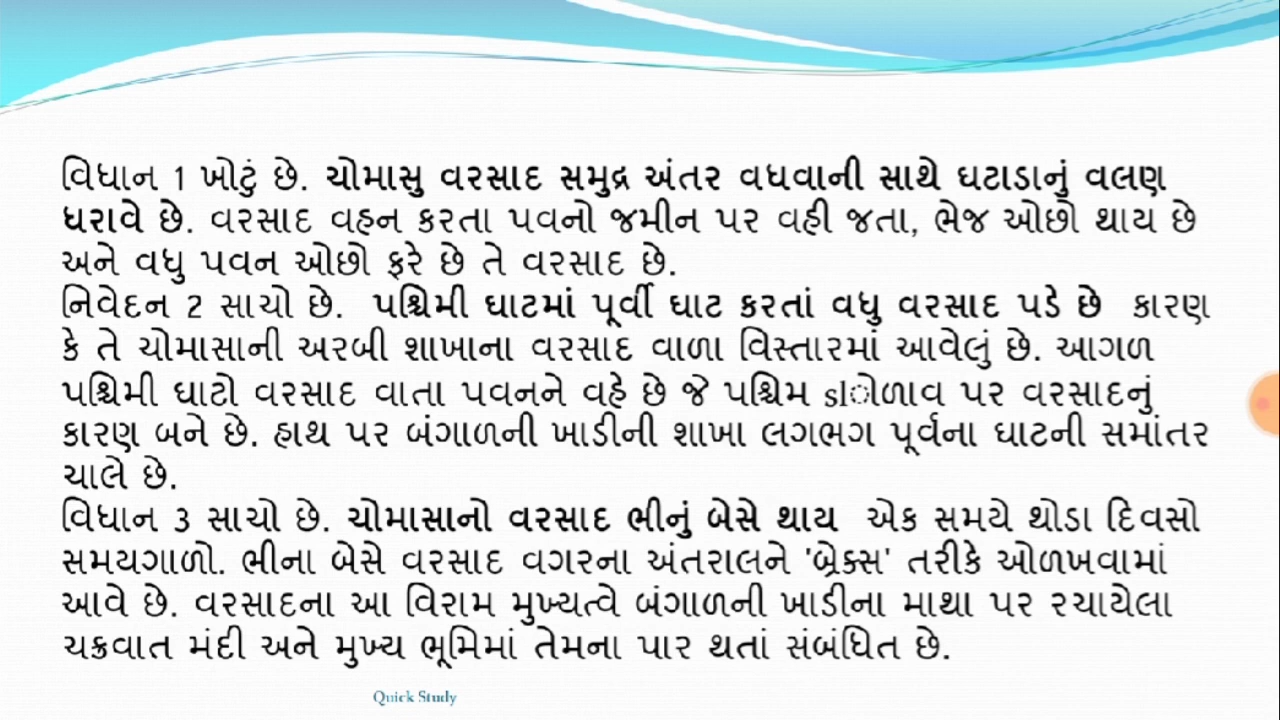 વિધાન 1 ખોટું છે. ચોમાસુ વરસાદ સમુદ્ર અંતર વધવાની સાથે ઘટાડાનું વલણ
ધરાવે છે. વરસાદ વહન કરતા પવનો જમીન પર વહી જતા, ભેજ ઓછો થાય છે
અને વધુ પવન ઓછો ફરે છે તે વરસાદ છે.
નિવેદન 2 સાચો છે. પશ્ચિમી ઘાટમાં પૂર્વી ઘાટ કરતાં વધુ વરસાદ પડે છે કારણ
કે તે ચોમાસાની અરબી શાખાના વરસાદ વાળા વિસ્તારમાં આવેલું છે. આગળ
પશ્ચિમી ઘાટો વરસાદ વાતા પવનને વહે છે જે પશ્ચિમ slોળાવ પર વરસાદનું
કારણ બને છે. હાથ પર બંગાળની ખાડીની શાખા લગભગ પૂર્વના ઘાટની સમાંતર
ચાલે છે.
વિધાન 3 સાચો છે. ચોમાસાનો વરસાદ ભીનું બેસે થાય એક સમયે થોડા દિવસો
સમયગાળો. ભીના બેસે વરસાદ વગરના અંતરાલને 'બ્રેક્સ' તરીકે ઓળખવામાં
આવે છે. વરસાદના આ વિરામ મુખ્યત્વે બંગાળની ખાડીના માથા પર રચાયેલા
ચક્રવાત મંદી અને મુખ્ય ભૂમિમાં તેમના પાર થતાં સંબંધિત છે.
Quick Study